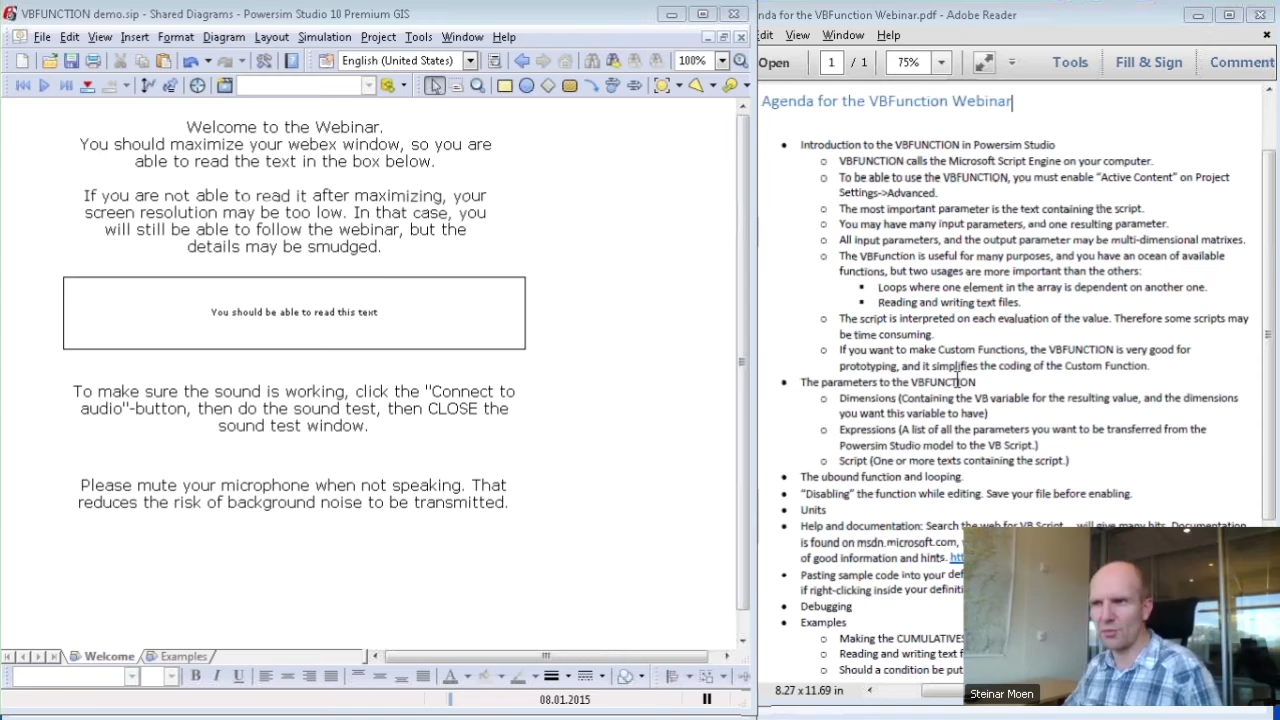 VBFUNCTION demo.sip - Shared Diagrams - Powersim Studio 10 Premium GIS
File Edit View Insert Format Diagram Layout Simulation Project Tools Window Help
English (United States)
100%
Welcome to the Webinar.
You should maximize your webex window, so you are
able to read the text in the box below.
If you are not able to read it after maximizing, your
screen resolution may be too low. In that case, you
will still be able to follow the webinar, but the
details may be smudged.
You should be able to read this text
To make sure the sound is working, click the "Connect to
audio"-button, then do the sound test, then CLOSE the
sound test window.
Please mute your microphone when not speaking. That
reduces the risk of background noise to be transmitted.
Welcome Examples
B I U A
08.01.2015
nda for the VBFunction Webinar.pdf - Adobe Reader
dit View Window Help
Open 1 / 1 75% Tools Fill & Sign Comment
Agenda for the VBFunction Webinar
• Introduction to the VBFUNCTION in Powersim Studio
o VBFUNCTION calls the Microsoft Script Engine on your computer.
o To be able to use the VBFUNCTION, you must enable "Active Content" on Project
Settings->Advanced.
o The most important parameter is the text containing the script.
o You may have many input parameters, and one resulting parameter.
o All input parameters, and the output parameter may be multi-dimensional matrixes.
o The VBFunction is useful for many purposes, and you have an ocean of available
functions, but two usages are more important than the others:
▪ Loops where one element in the array is dependent on another one.
▪ Reading and writing text files.
o The script is interpreted on each evaluation of the value. Therefore some scripts may
be time consuming.
o If you want to make Custom Functions, the VBFUNCTION is very good for
prototyping, and it simplifies the coding of the Custom Function.
• The parameters to the VBFUNCTION
o Dimensions (Containing the VB variable for the resulting value, and the dimensions
you want this variable to have)
o Expressions (A list of all the parameters you want to be transferred from the
Powersim Studio model to the VB Script.)
o Script (One or more texts containing the script.)
• The ubound function and looping.
• "Disabling" the function while editing. Save your file before enabling.
• Units
• Help and documentation: Search the web for VB Script... will give many hits. Documentation
is found on msdn.microsoft.com,
of good information and hints. htt
• Pasting sample code into your def
if right-clicking inside your definiti
• Debugging
• Examples
o Making the CUMULATIVES
o Reading and writing text f
o Should a condition be put
8.27 x 11.69 in
Steinar Moen